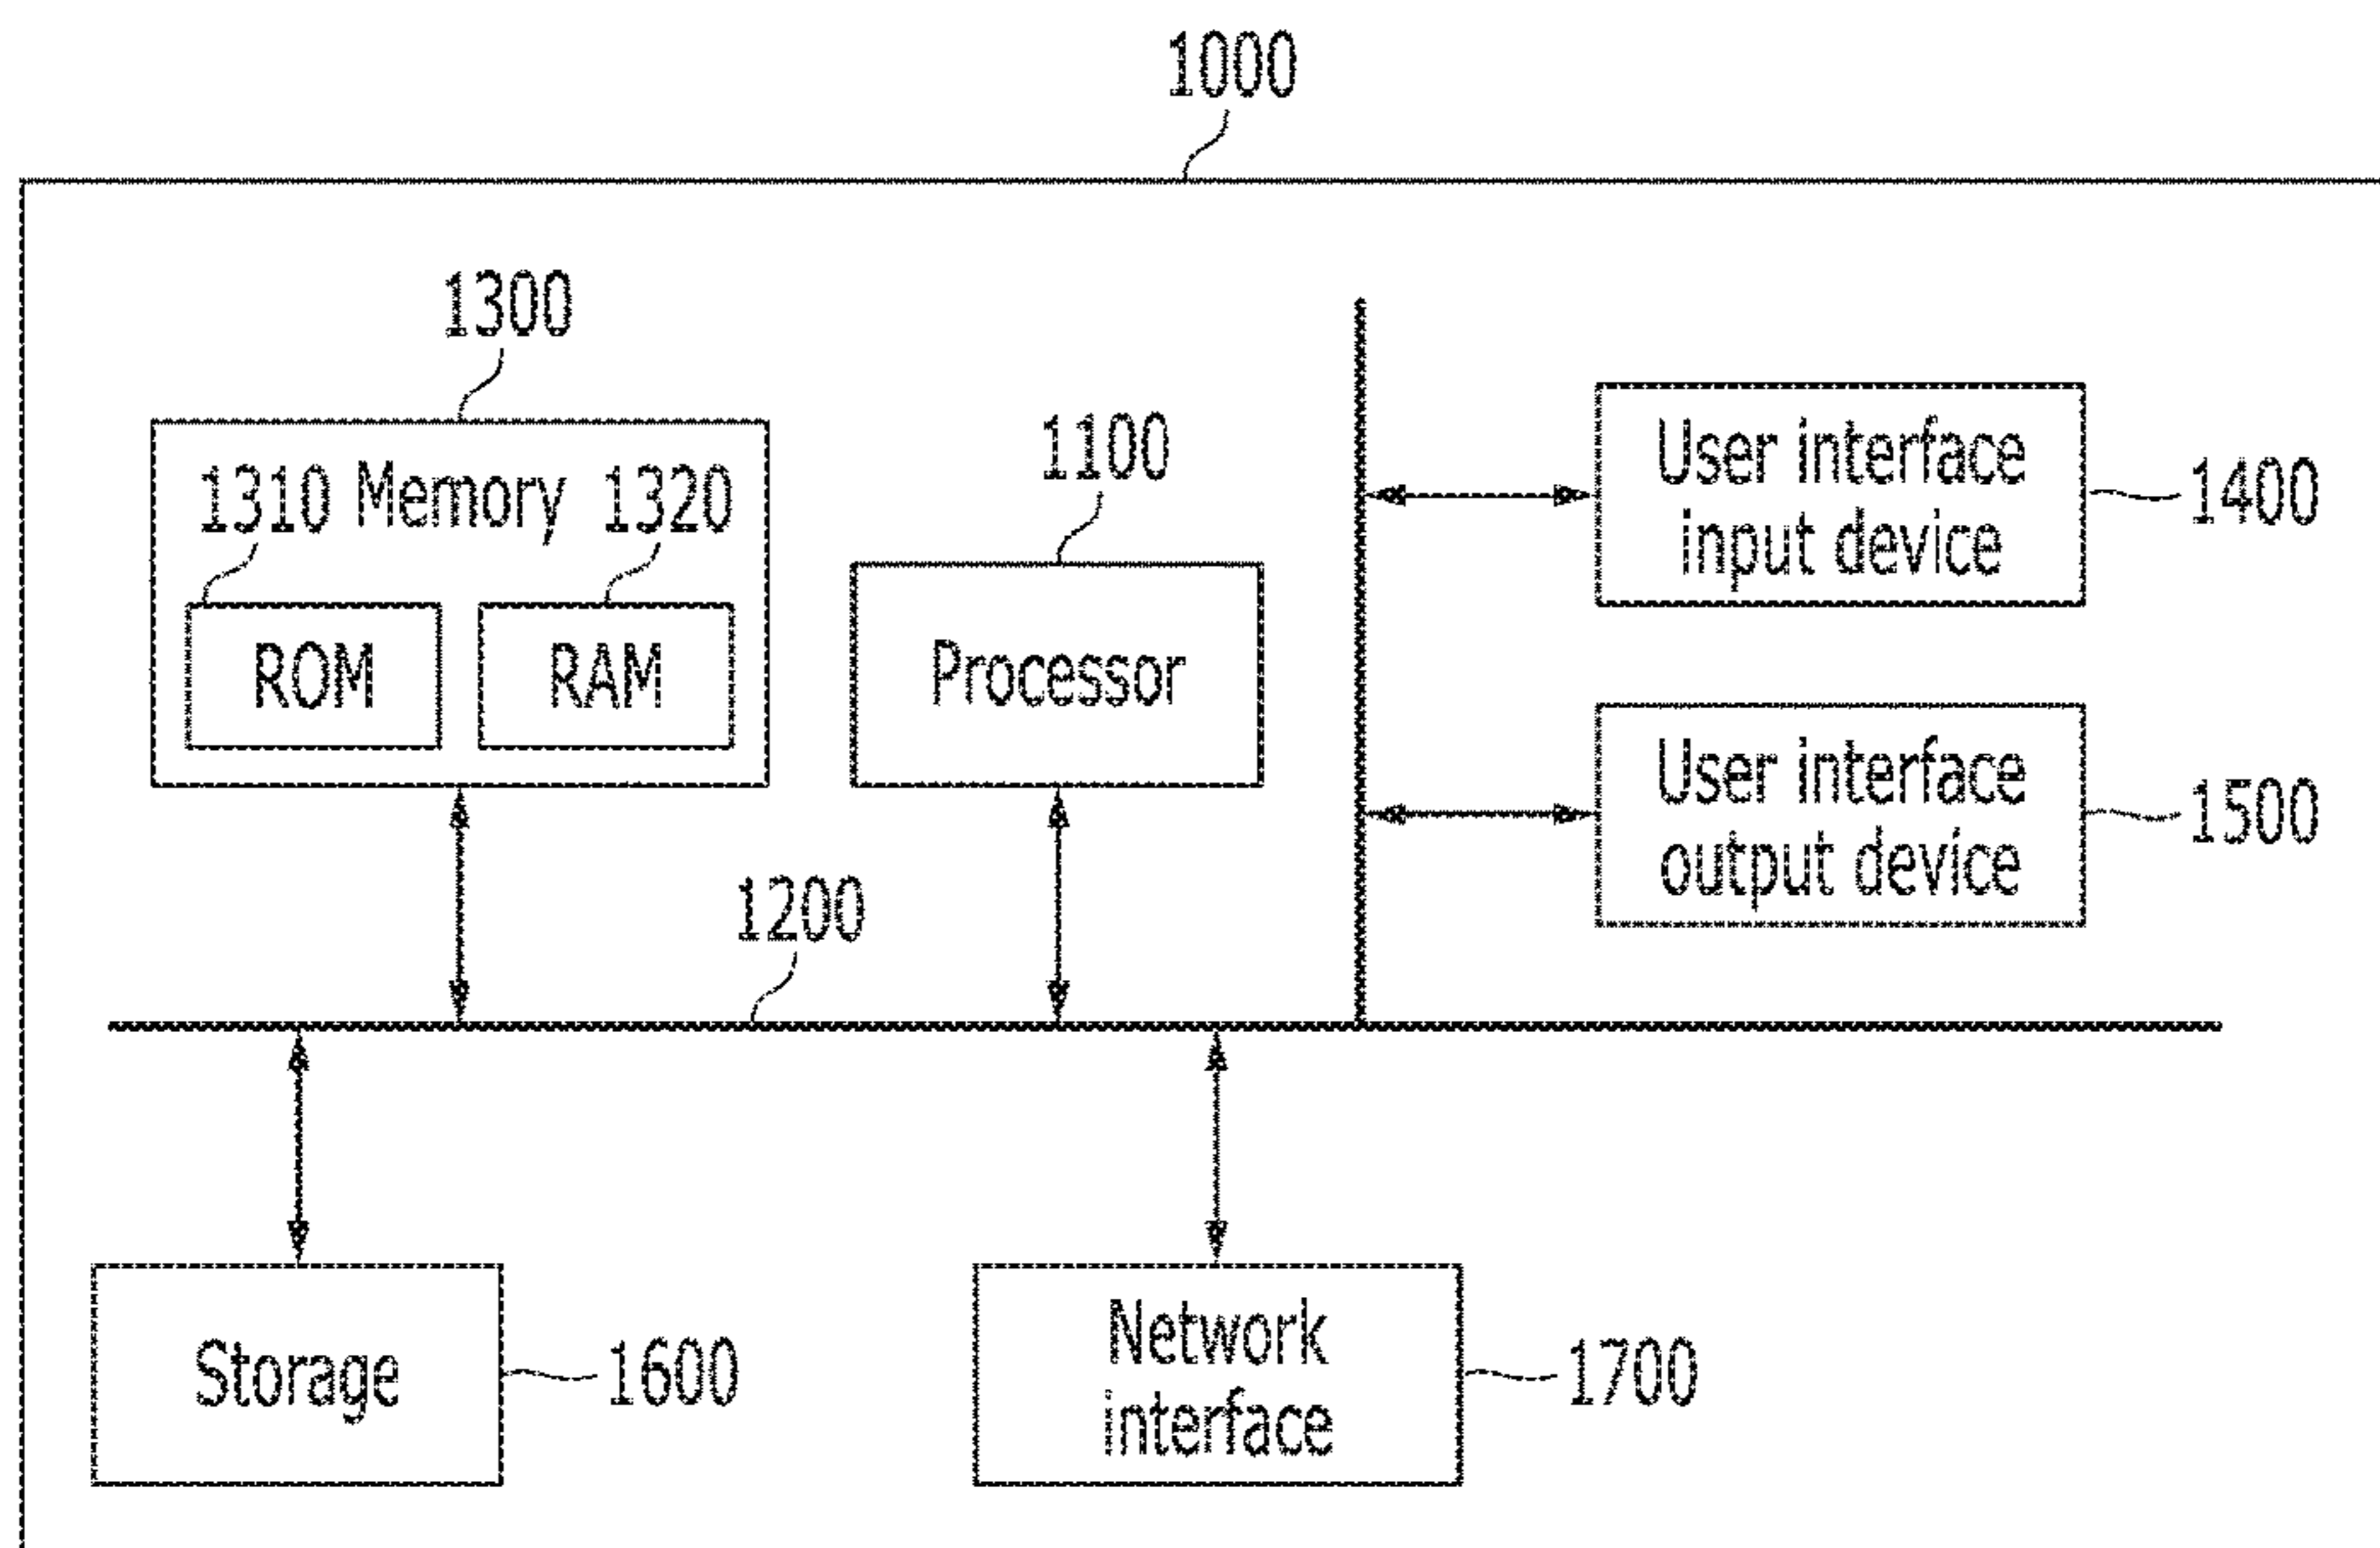 1000
1300
1310 Memory 1320
ROM
RAM
1100
Processor
User interface
input device
1400
User interface
output device
1500
1200
Storage
1600
Network
interface
1700